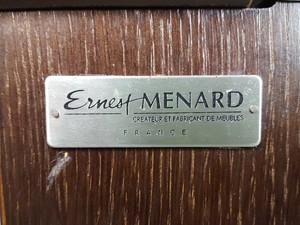 Ernest MENARD
CREATEUR ET FABRICANT DE MEUBLES
FRANCE